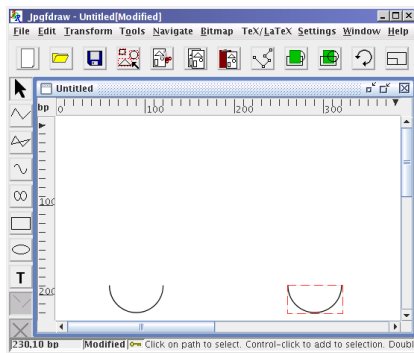 Jpgfdraw - Untitled[Modified]
File Edit Transform Tools Navigate Bitmap TeX/LaTeX Settings Window Help
Untitled
bp 0 100 200 300
100
T
200
230.10 bp Modified Click on path to select. Control-click to add to selection. Doub